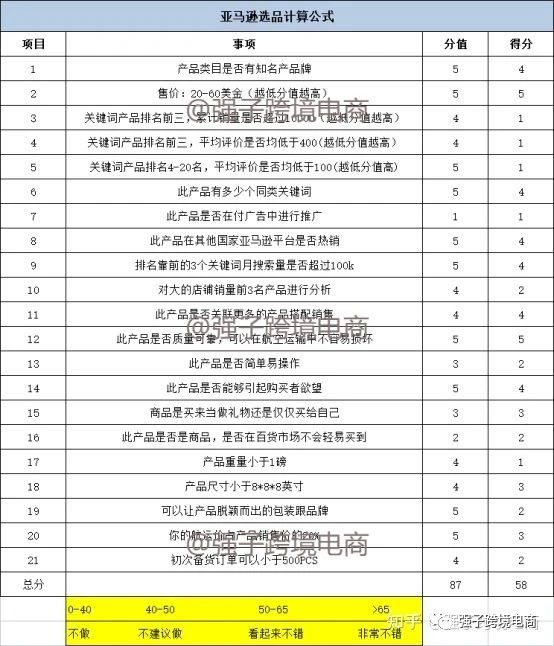 亚马逊选品计算公式
项目 事项 分值 得分
1 产品类目是否有知名产品牌 5 4
2 售价：20-60美金（越低分值越高） 5 5
@强子跨境电商
3 关键词产品排名前三，累计销量是否超过1000（越低分值越高） 4 1
4 关键词产品排名前三，平均评价是否均低于400(越低分值越高） 4 1
5 关键词产品排名4-20名，平均评价是否均低于100(越低分值高) 5 1
6 此产品有多少个同类关键词 5 4
7 此产品是否在付广告中进行推广 1 1
8 此产品在其他国家亚马逊平台是否热销 5 4
9 排名靠前的3个关键词月搜索量是否超过100k 5 4
10 对大的店铺销量前3名产品进行分析 4 2
11 此产品是否关联更多的产品搭配销售 4 4
@强子跨境电商
12 此产品是否质量可靠，可以在航空运输中不容易损坏 5 5
13 此产品是否简单易操作 3 2
14 此产品是否能够引起购买者欲望 5 4
15 商品是买来当做礼物还是仅仅买给自己 3 3
16 此产品是否是商品，是否在百货市场不会轻易买到 2 2
17 产品重量小于1磅 4 1
18 产品尺寸小于8*8*8英寸 4 3
19 可以让产品脱颖而出的包装跟品牌 5 2
20 你的航运价占产品销售价的20% 5 3
@强子跨境电商
21 初次备货订单可以小于500PCS 4 2
总分 87 58
0-40 40-50 50-65 >65
不做 不建议做 看起来不错 非常不错
知乎 强子跨境电商